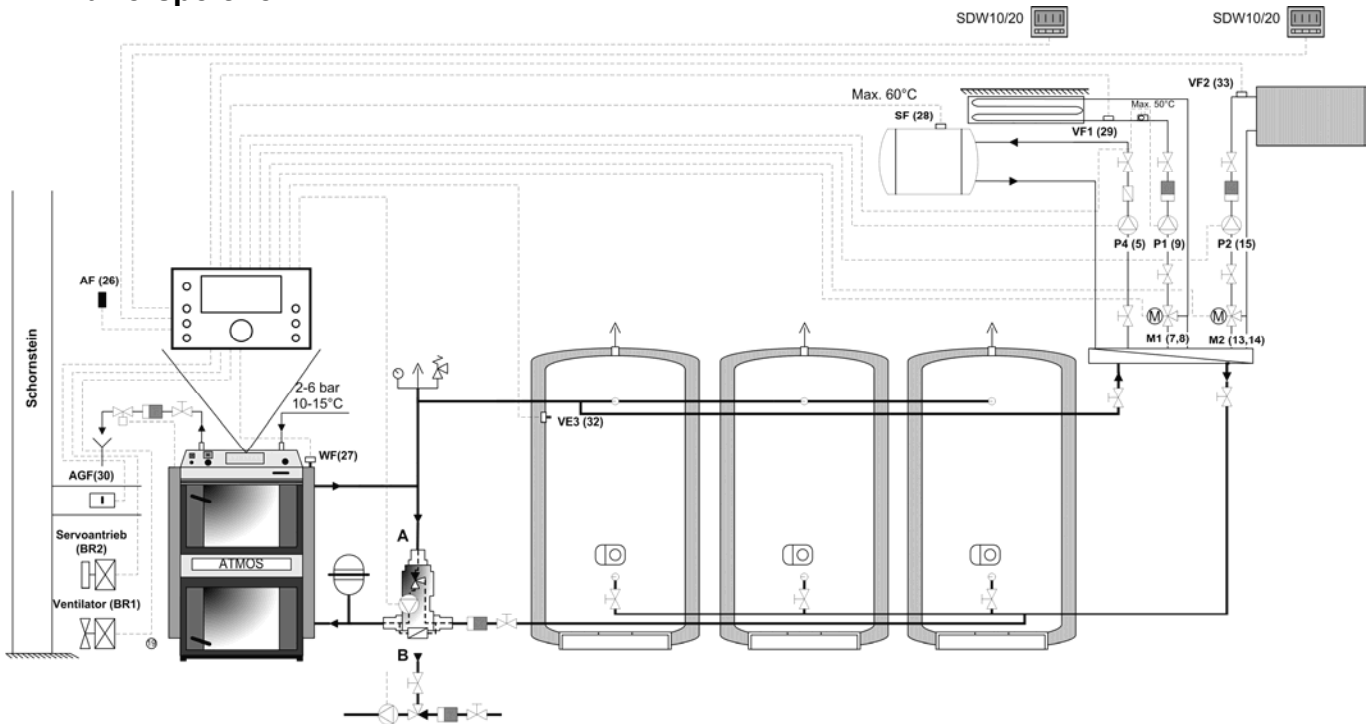 SDW10/20
SDW10/20
VF2 (33)
Max. 60°C
SF (28)
Max. 50°C
VF1 (29)
P4 (5)
P1 (9)
P2 (15)
AF (26)
M
M
M1 (7,8)
M2 (13,14)
Schornstein
2-6 bar
10-15°C
VE3 (32)
WF(27)
AGF(30)
A
Servoantrieb
(BR2)
ATMOS
Ventilator (BR1)
19
B